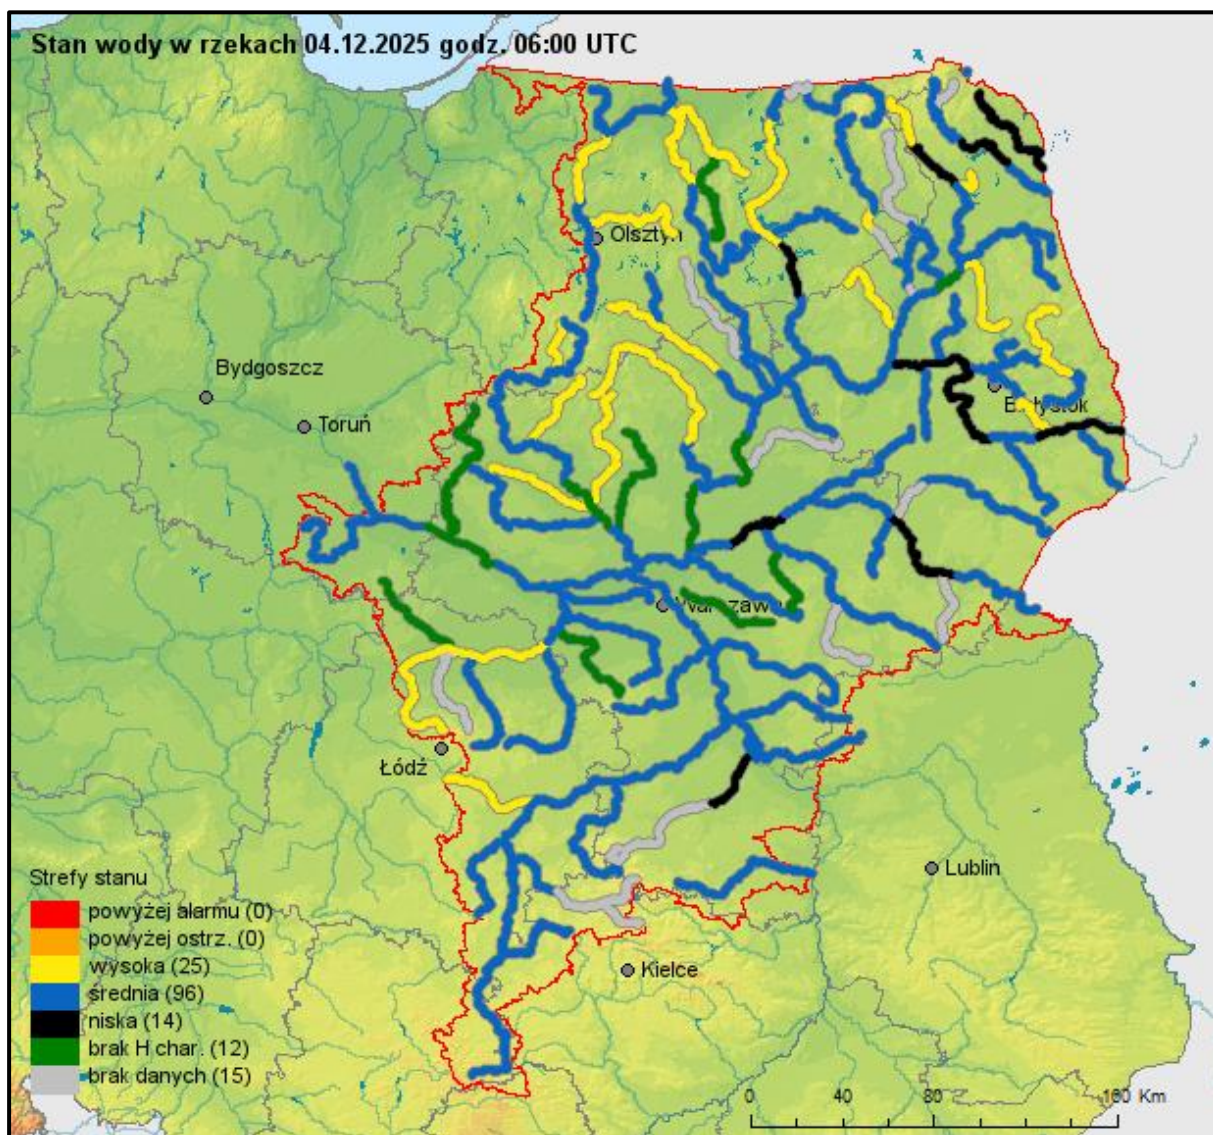 Stan wody w rzekach 04.12.2025 godz. 06:00 UTC
Olsztyn
Bydgoszcz
Toruń
Białystok
Warszawa
Łódź
Lublin
Kielce
Strefy stanu
powyżej alarmu (0)
powyżej ostrz. (0)
wysoka (25)
średnia (96)
niska (14)
brak H char. (12)
brak danych (15)
0 40 80 160 Km